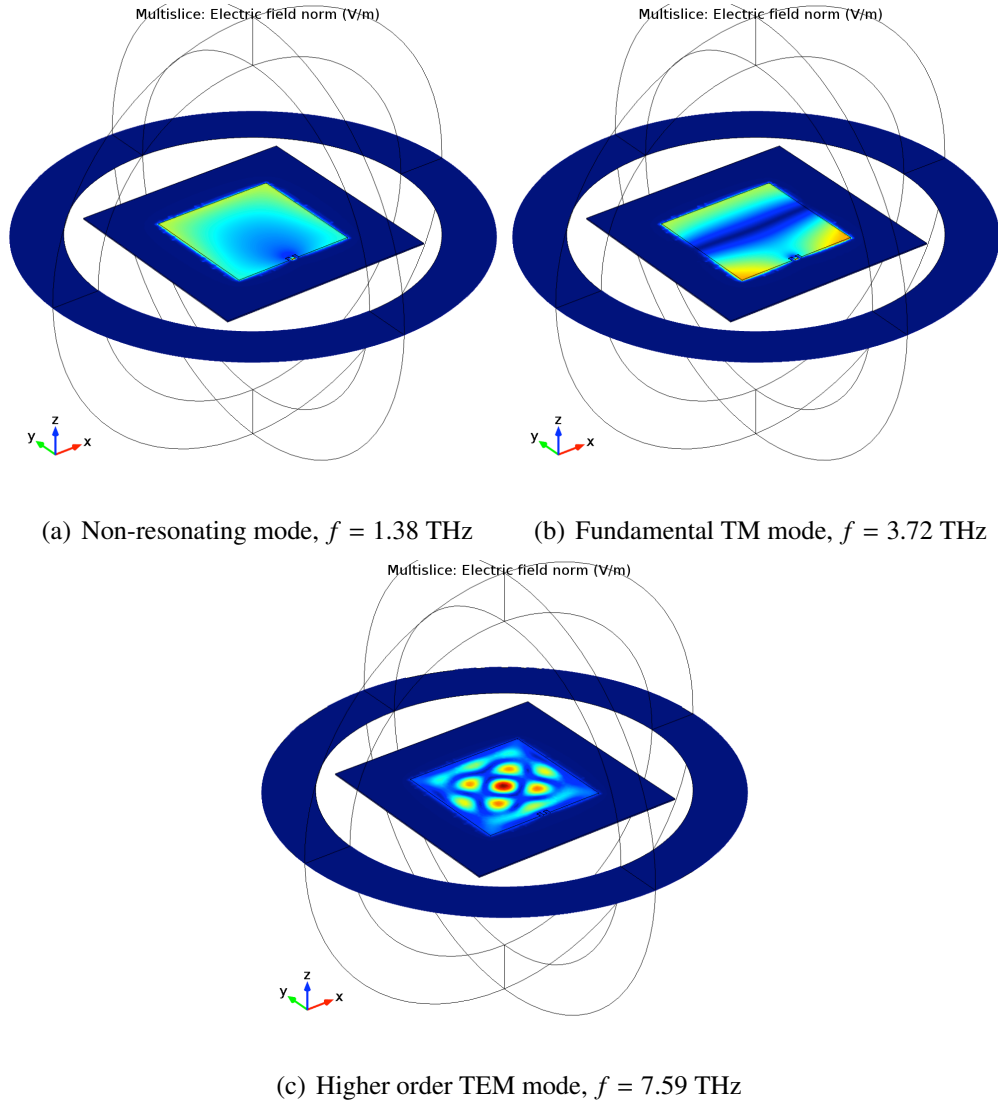 Multislice: Electric field norm (V/m)
Multislice: Electric field norm (V/m)
z
y
x
z
y
x
(a) Non-resonating mode, f = 1.38 THz
(b) Fundamental TM mode, f = 3.72 THz
Multislice: Electric field norm (V/m)
z
y
x
(c) Higher order TEM mode, f = 7.59 THz